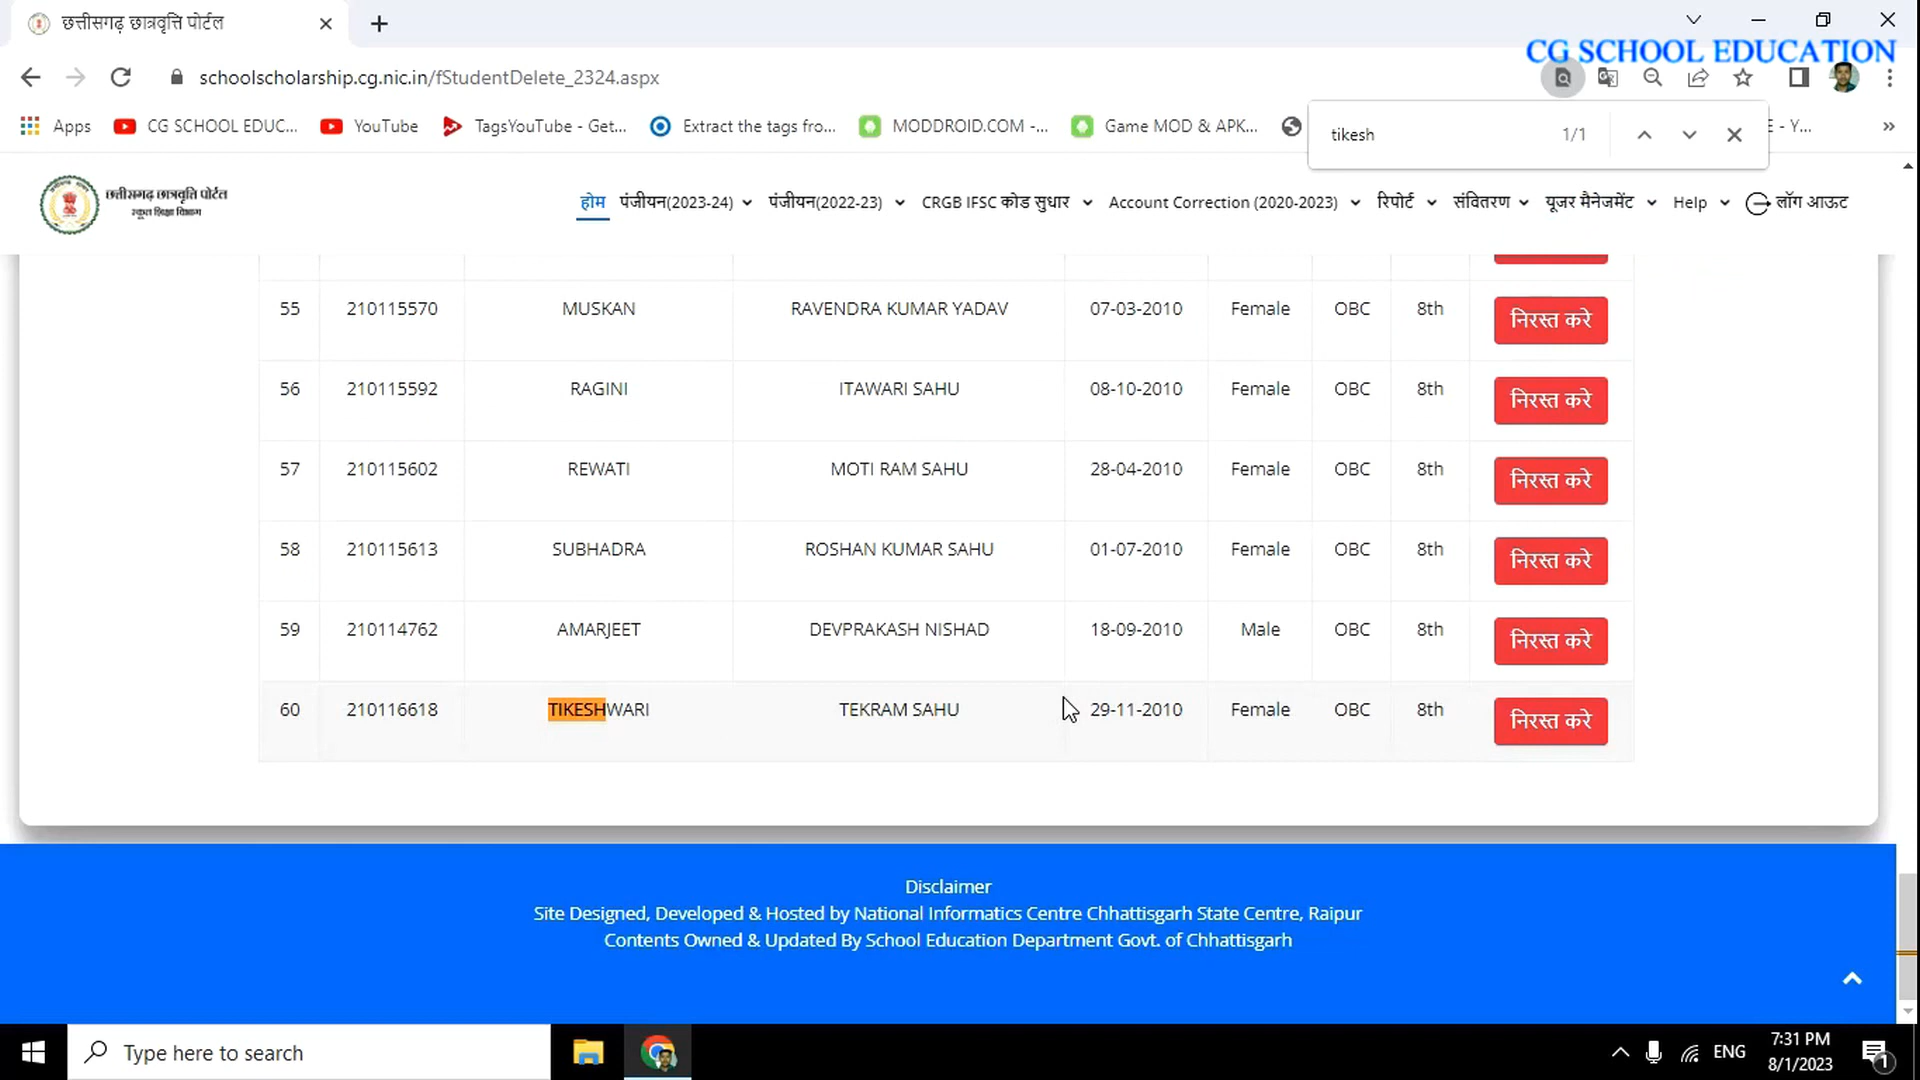 छत्तीसगढ़ छात्रवृत्ति पोर्टल
CG SCHOOL EDUCATION
schoolscholarship.cg.nic.in/fStudentDelete_2324.aspx
Apps CG SCHOOL EDUC... YouTube TagsYouTube - Get... Extract the tags fro... MODDROID.COM -... Game MOD & APK... E - Y... »
tikesh 1/1
छत्तीसगढ़ छात्रवृत्ति पोर्टल
स्कूल शिक्षा विभाग
होम पंजीयन(2023-24) पंजीयन(2022-23) CRGB IFSC कोड सुधार Account Correction (2020-2023) रिपोर्ट संवितरण यूजर मैनेजमेंट Help लॉग आऊट
55 210115570 MUSKAN RAVENDRA KUMAR YADAV 07-03-2010 Female OBC 8th निरस्त करे
56 210115592 RAGINI ITAWARI SAHU 08-10-2010 Female OBC 8th निरस्त करे
57 210115602 REWATI MOTI RAM SAHU 28-04-2010 Female OBC 8th निरस्त करे
58 210115613 SUBHADRA ROSHAN KUMAR SAHU 01-07-2010 Female OBC 8th निरस्त करे
59 210114762 AMARJEET DEVPRAKASH NISHAD 18-09-2010 Male OBC 8th निरस्त करे
60 210116618 TIKESHWARI TEKRAM SAHU 29-11-2010 Female OBC 8th निरस्त करे
Disclaimer
Site Designed, Developed & Hosted by National Informatics Centre Chhattisgarh State Centre, Raipur
Contents Owned & Updated By School Education Department Govt. of Chhattisgarh
Type here to search
ENG
7:31 PM
8/1/2023
1